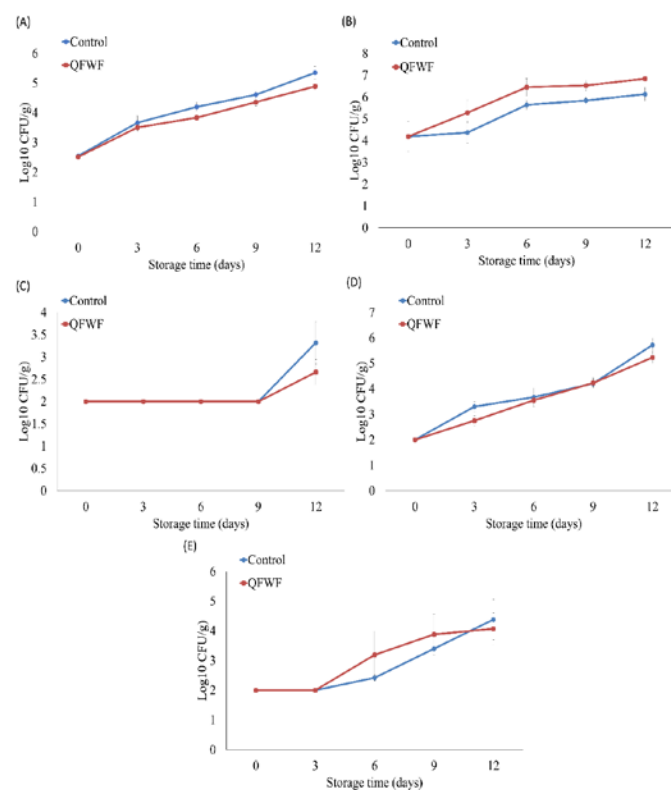 (A)
Control
QFWF
Log10 CFU/g)
6
5
4
3
2
1
0
0 3 6 9 12
Storage time (days)
(B)
Control
QFWF
Log10 CFU/g)
8
7
6
5
4
3
2
1
0
0 3 6 9 12
Storage time (days)
(C)
Control
QFWF
Log10 CFU/g)
4
3.5
3
2.5
2
1.5
1
0.5
0
0 3 6 9 12
Storage time (days)
(D)
Control
QFWF
Log10 CFU/g)
7
6
5
4
3
2
1
0
0 3 6 9 12
Storage time (days)
(E)
Control
QFWF
Log10 CFU/g)
6
5
4
3
2
1
0
0 3 6 9 12
Storage time (days)